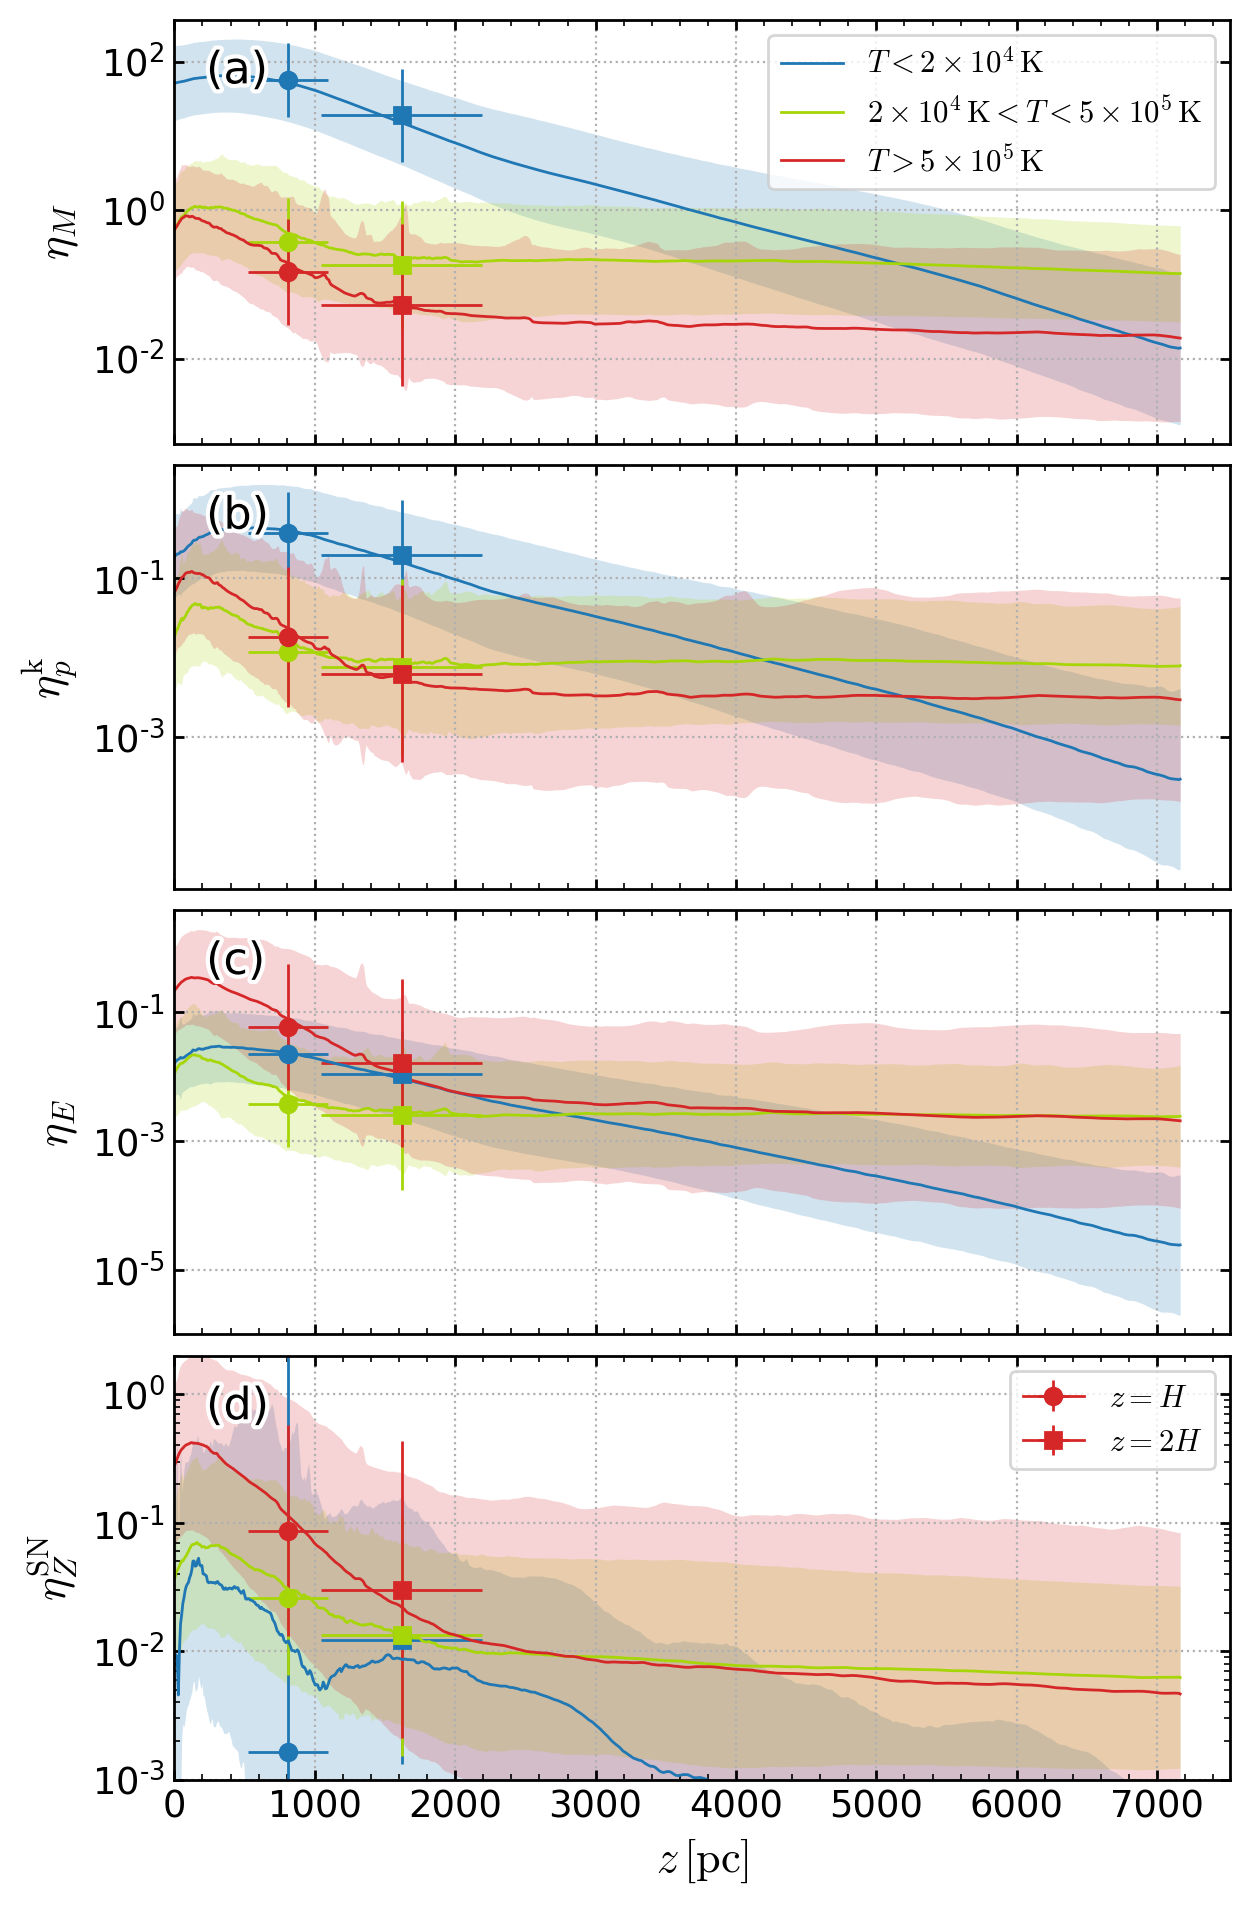 (a)
10^2
10^0
10^-2
η_M
T < 2 × 10^4 K
2 × 10^4 K < T < 5 × 10^5 K
T > 5 × 10^5 K
(b)
10^-1
10^-3
η_p^k
(c)
10^-1
10^-3
10^-5
η_E
(d)
10^0
10^-1
10^-2
10^-3
η_Z^SN
z = H
z = 2H
0 1000 2000 3000 4000 5000 6000 7000
z [pc]